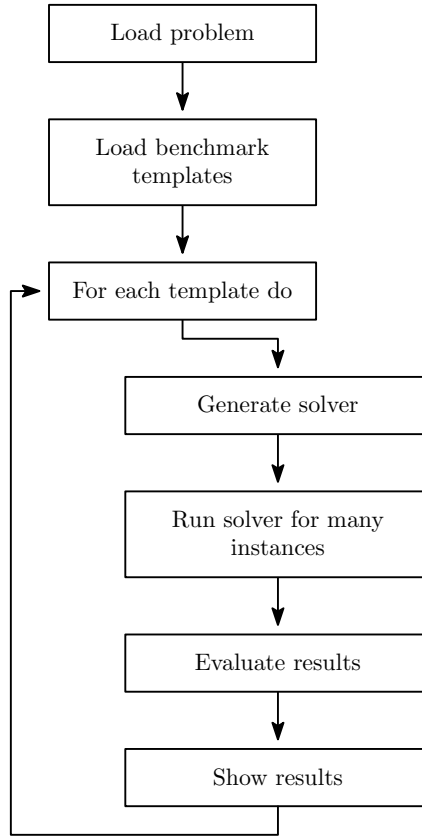 Load problem
Load benchmark
templates
For each template do
Generate solver
Run solver for many
instances
Evaluate results
Show results